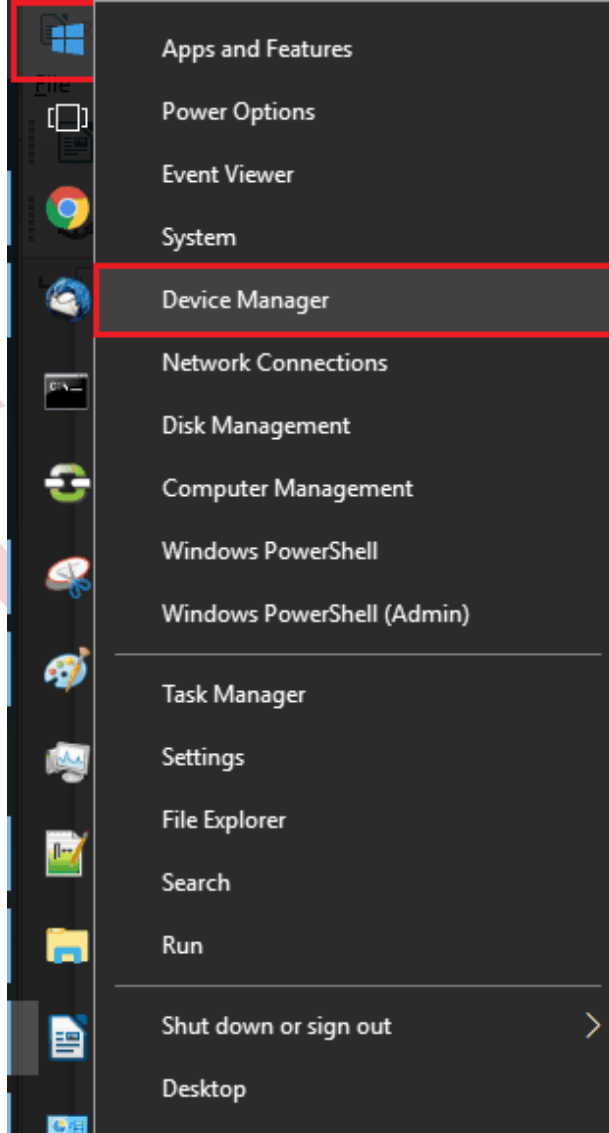 File
Apps and Features
Power Options
Event Viewer
System
Device Manager
Network Connections
Disk Management
Computer Management
Windows PowerShell
Windows PowerShell (Admin)
Task Manager
Settings
File Explorer
Search
Run
Shut down or sign out
Desktop